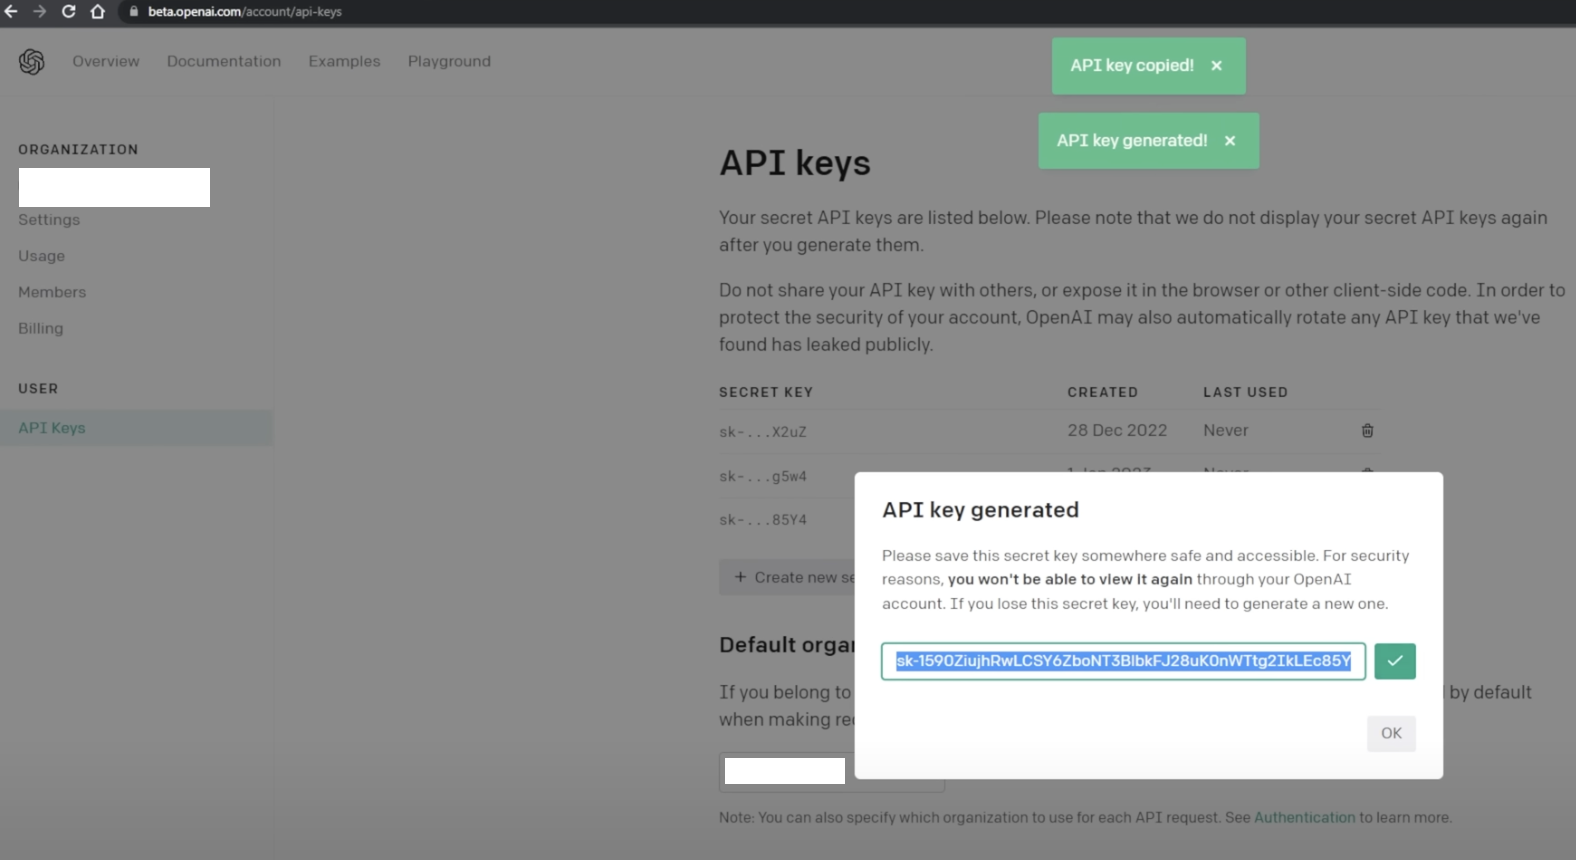 beta.openai.com/account/api-keys
Overview Documentation Examples Playground
API key copied! ×
API key generated! ×
ORGANIZATION
Settings
Usage
Members
Billing
USER
API Keys
API keys
Your secret API keys are listed below. Please note that we do not display your secret API keys again
after you generate them.
Do not share your API key with others, or expose it in the browser or other client-side code. In order to
protect the security of your account, OpenAI may also automatically rotate any API key that we've
found has leaked publicly.
SECRET KEY CREATED LAST USED
sk-...X2uZ 28 Dec 2022 Never
sk-...g5w4
sk-...85Y4
+ Create new se
Default orga
If you belong to by default
when making re
Note: You can also specify which organization to use for each API request. See Authentication to learn more.
API key generated
Please save this secret key somewhere safe and accessible. For security
reasons, you won't be able to view it again through your OpenAI
account. If you lose this secret key, you'll need to generate a new one.
OK